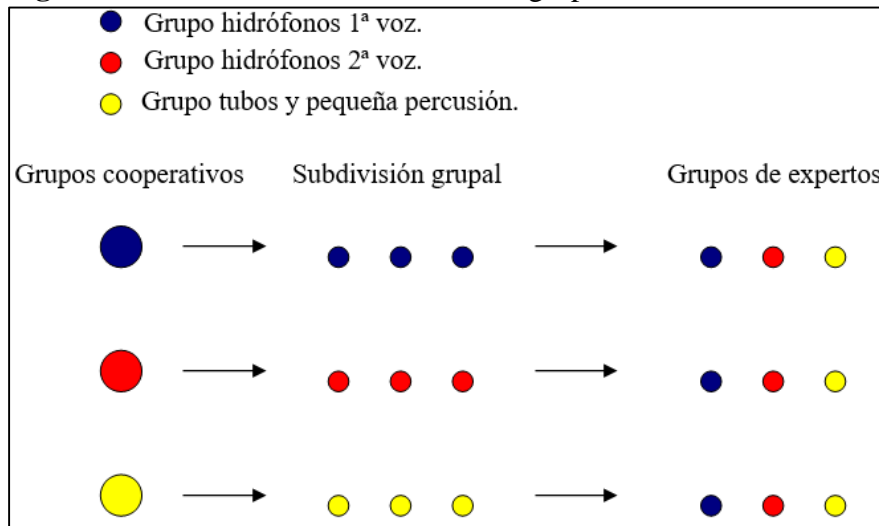 Grupo hidrófonos 1ª voz.
Grupo hidrófonos 2ª voz.
Grupo tubos y pequeña percusión.
Grupos cooperativos Subdivisión grupal Grupos de expertos